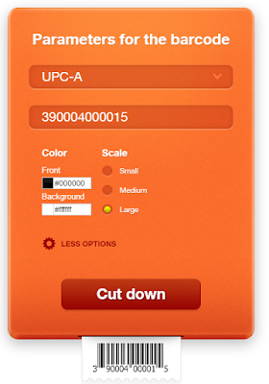 Parameters for the barcode
UPC-A
390004000015
Color
Scale
Front
#000000
Background
#ffffff
Small
Medium
Large
LESS OPTIONS
Cut down
3 90004 00001 5